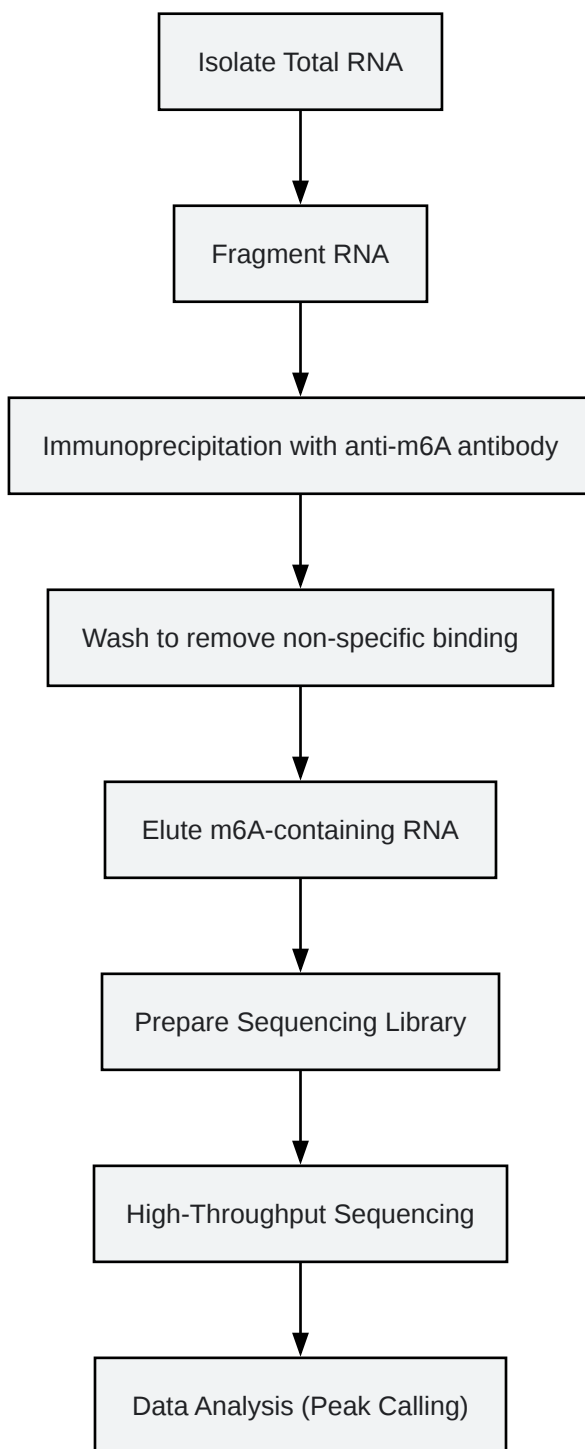 Isolate Total RNA
Fragment RNA
Immunoprecipitation with anti-m6A antibody
Wash to remove non-specific binding
Elute m6A-containing RNA
Prepare Sequencing Library
High-Throughput Sequencing
Data Analysis (Peak Calling)